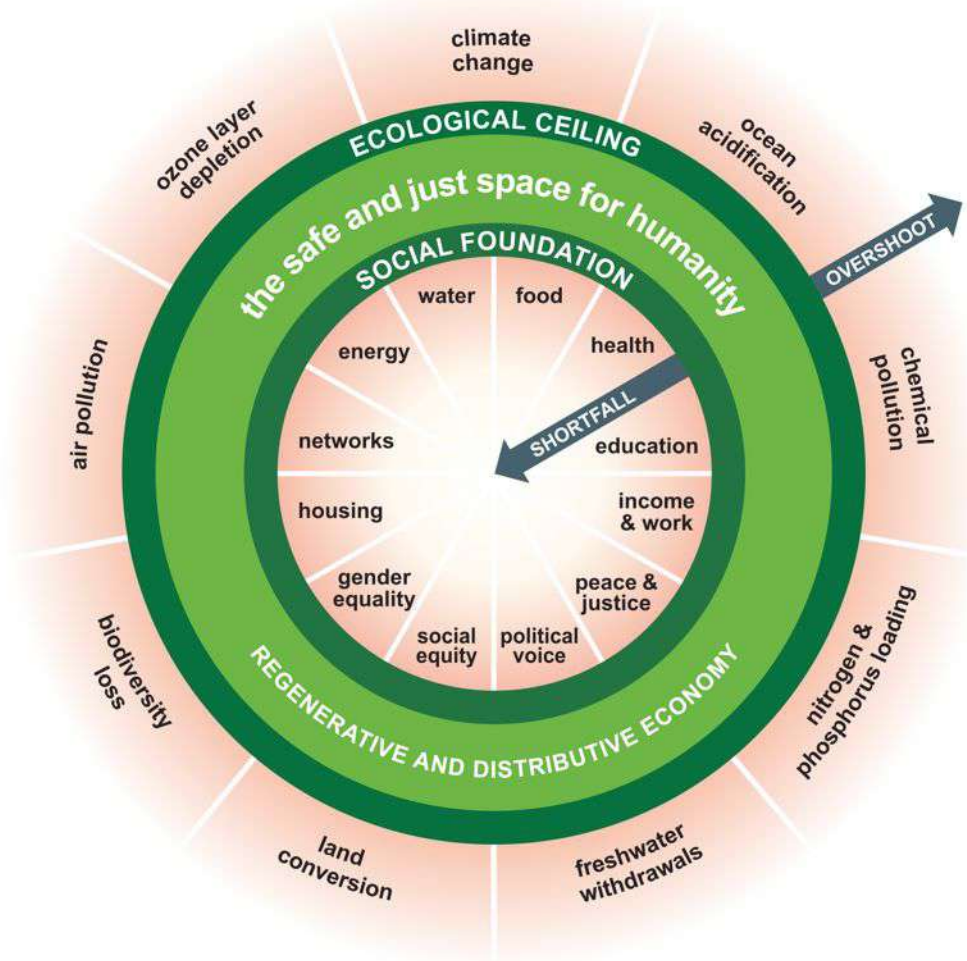 climate
change
ocean
acidification
OVERSHOOT
chemical
pollution
nitrogen &
phosphorus loading
freshwater
withdrawals
land
conversion
biodiversity
loss
air pollution
ozone layer
depletion
ECOLOGICAL CEILING
the safe and just space for humanity
SOCIAL FOUNDATION
water
food
health
SHORTFALL
education
income
& work
peace &
justice
political
voice
social
equity
gender
equality
housing
networks
energy
REGENERATIVE AND DISTRIBUTIVE ECONOMY